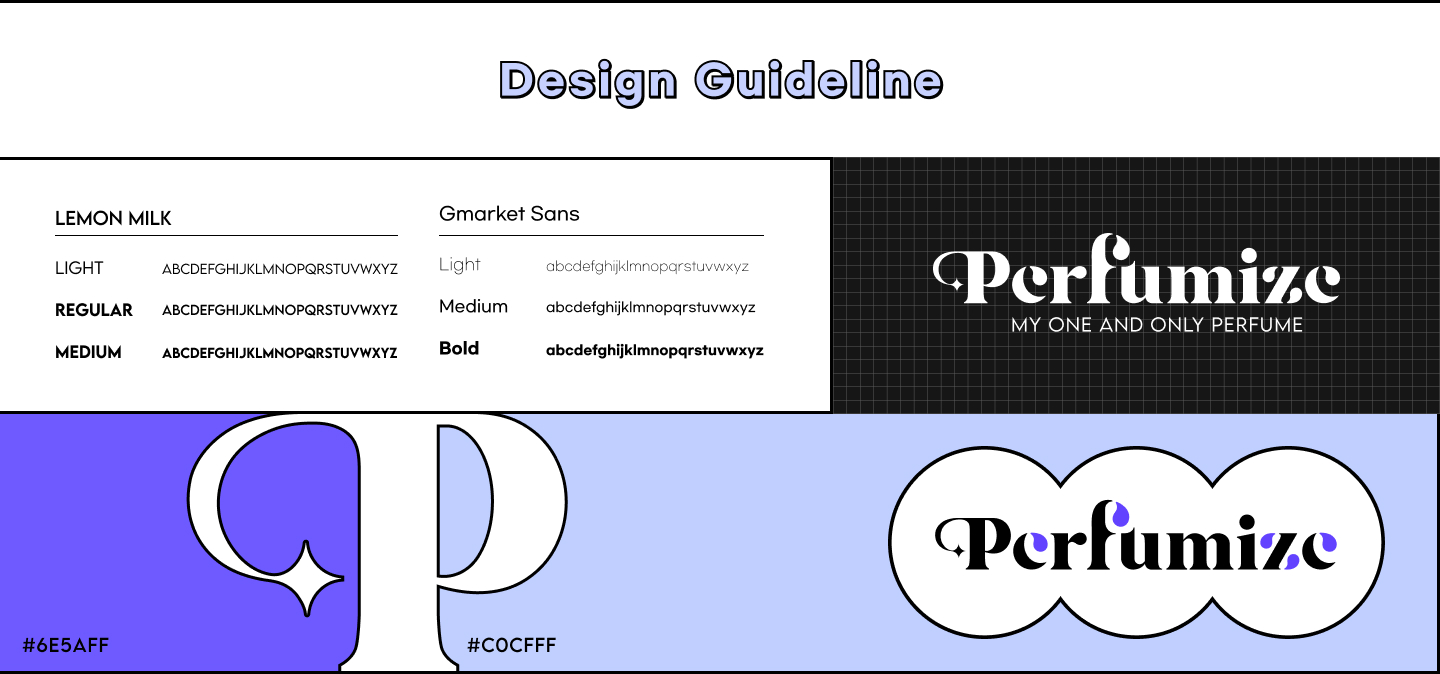 Design Guideline
LEMON MILK
LIGHT ABCDEFGHIJKLMNOPQRSTUVWXYZ
REGULAR ABCDEFGHIJKLMNOPQRSTUVWXYZ
MEDIUM ABCDEFGHIJKLMNOPQRSTUVWXYZ
Gmarket Sans
Light abcdefghijklmnopqrstuvwxyz
Medium abcdefghijklmnopqrstuvwxyz
Bold abcdefghijklmnopqrstuvwxyz
Perfumize
MY ONE AND ONLY PERFUME
P
#6E5AFF
#C0CFFF
Perfumize